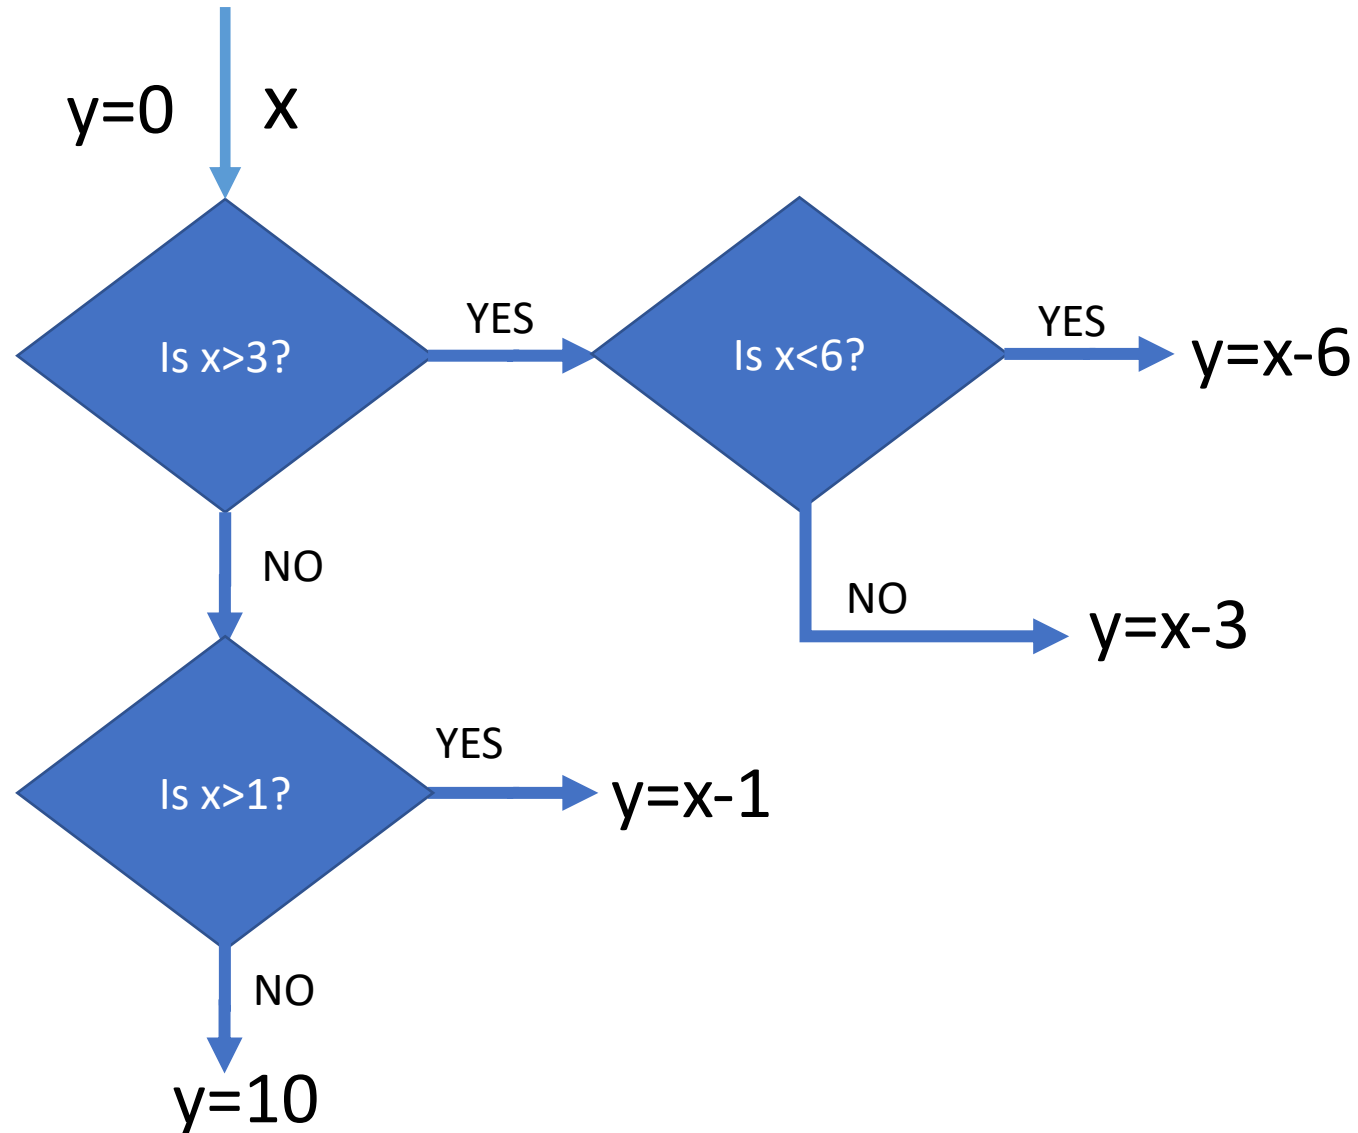 y=0
x
Is x>3?
YES
Is x<6?
YES
y=x-6
NO
NO
y=x-3
Is x>1?
YES
y=x-1
NO
y=10